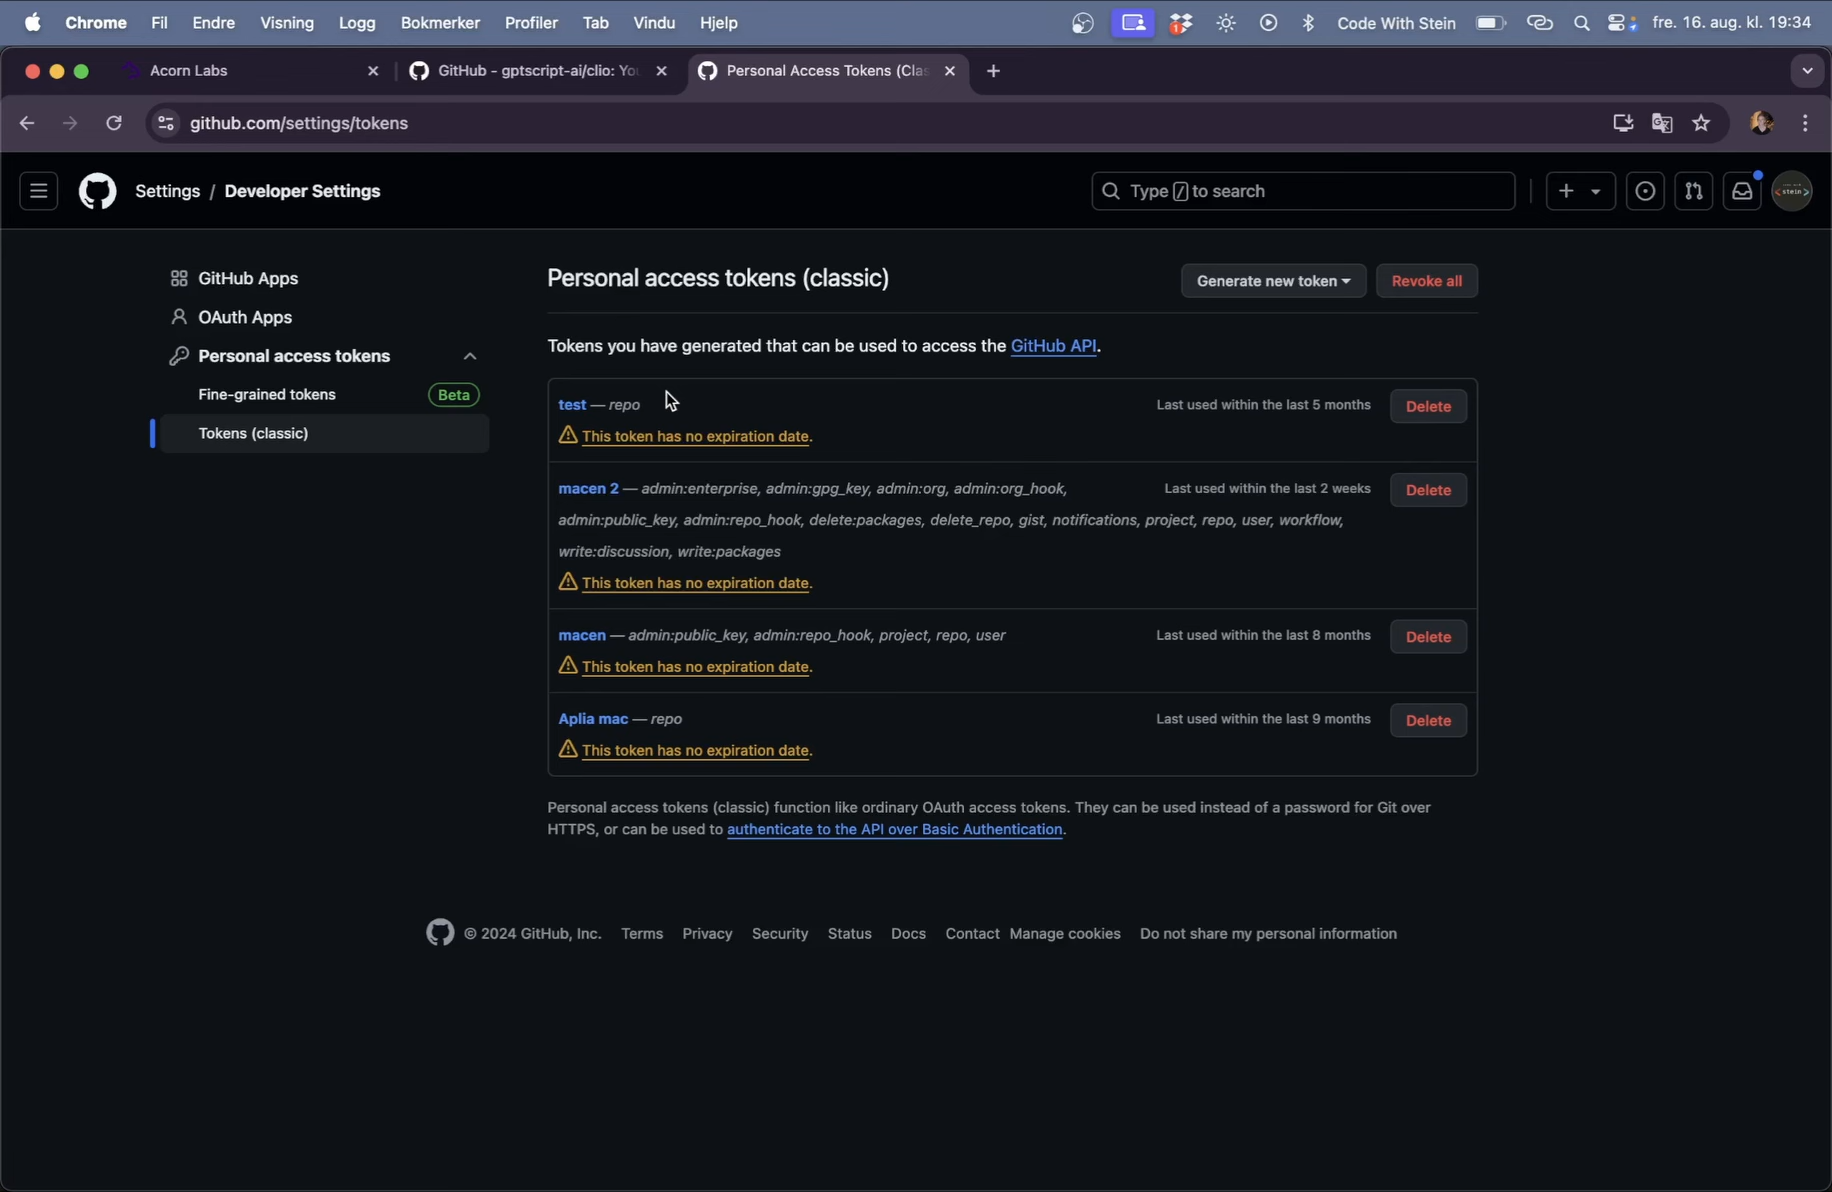 Chrome Fil Endre Visning Logg Bokmerker Profiler Tab Vindu Hjelp Code With Stein fre. 16. aug. kl. 19:34
Acorn Labs
GitHub - gptscript-ai/clio: You
Personal Access Tokens (Clas
github.com/settings/tokens
Settings / Developer Settings
Type / to search
GitHub Apps
OAuth Apps
Personal access tokens
Fine-grained tokens Beta
Tokens (classic)
Personal access tokens (classic)
Generate new token Revoke all
Tokens you have generated that can be used to access the GitHub API.
test — repo Last used within the last 5 months Delete
This token has no expiration date.
macen 2 — admin:enterprise, admin:gpg_key, admin:org, admin:org_hook, Last used within the last 2 weeks Delete
admin:public_key, admin:repo_hook, delete:packages, delete_repo, gist, notifications, project, repo, user, workflow,
write:discussion, write:packages
This token has no expiration date.
macen — admin:public_key, admin:repo_hook, project, repo, user Last used within the last 8 months Delete
This token has no expiration date.
Aplia mac — repo Last used within the last 9 months Delete
This token has no expiration date.
Personal access tokens (classic) function like ordinary OAuth access tokens. They can be used instead of a password for Git over
HTTPS, or can be used to authenticate to the API over Basic Authentication.
© 2024 GitHub, Inc. Terms Privacy Security Status Docs Contact Manage cookies Do not share my personal information